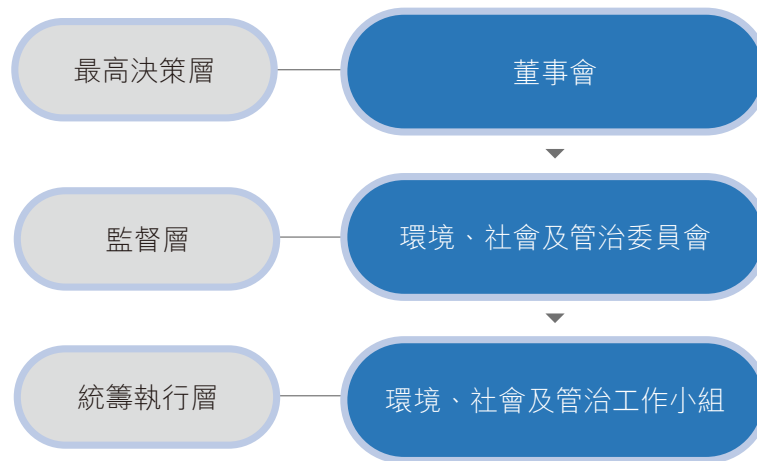 最高決策層
董事會
監督層
環境、社會及管治委員會
統籌執行層
環境、社會及管治工作小組